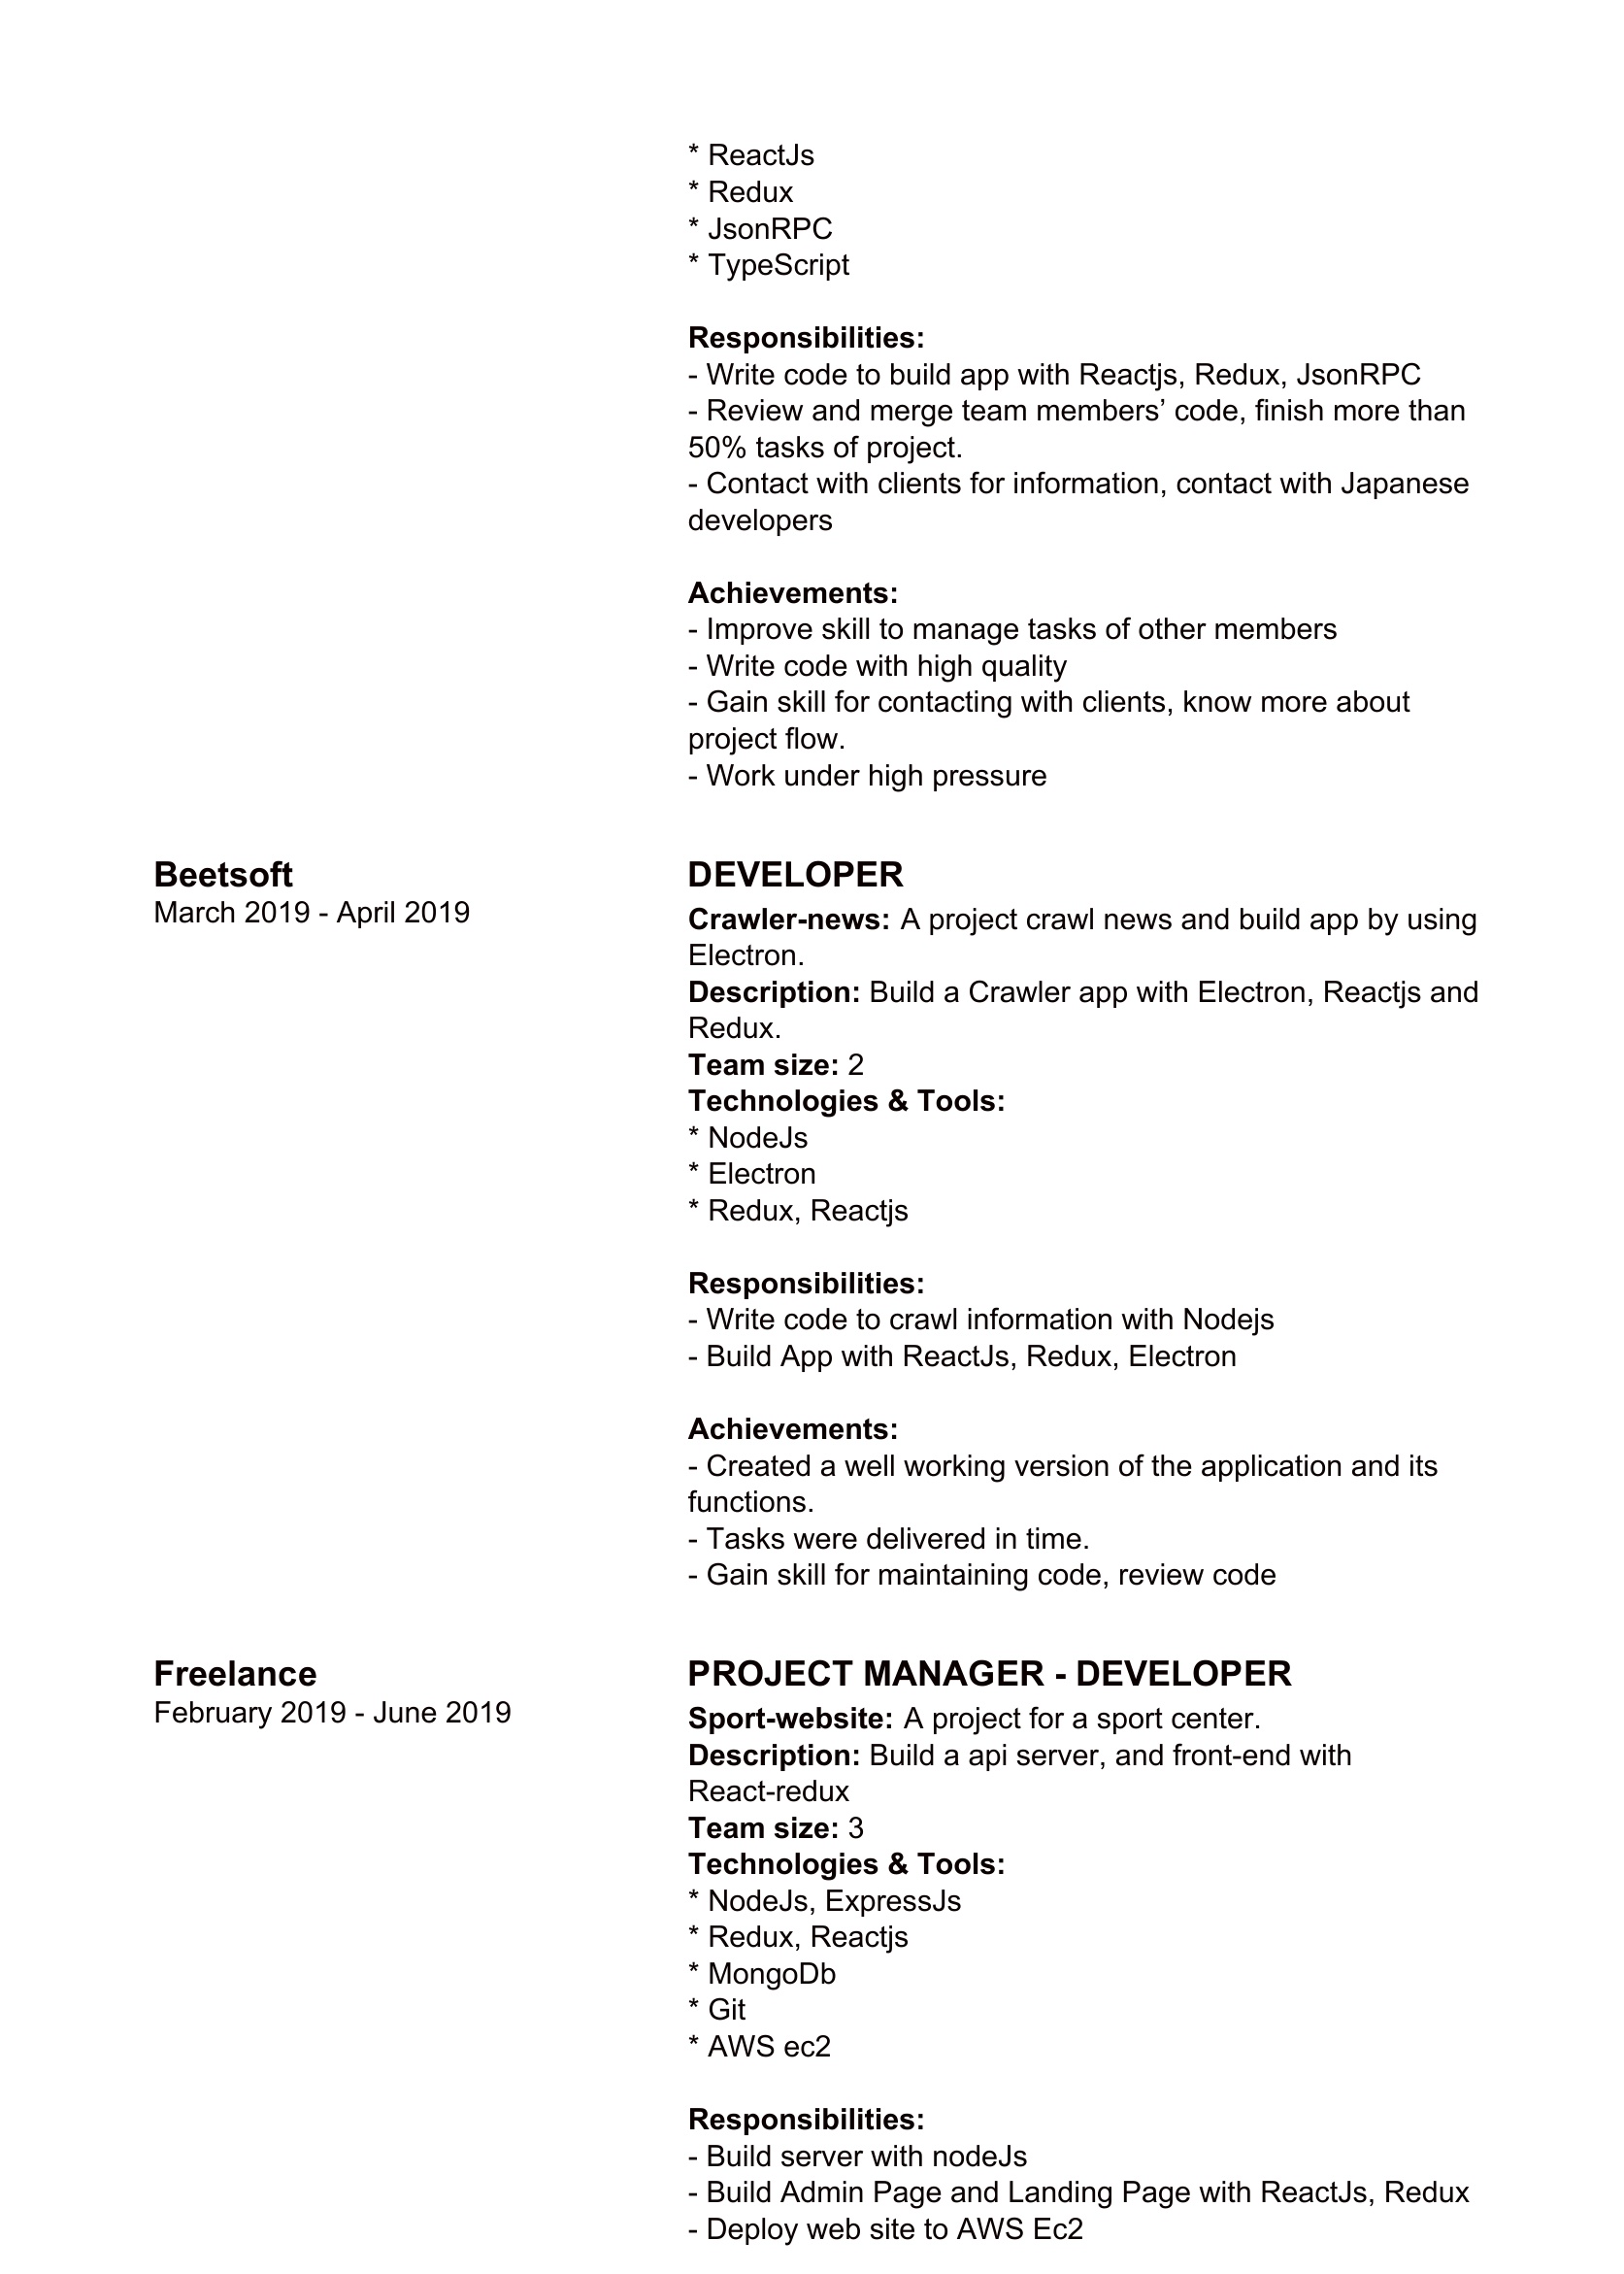 * ReactJs
* Redux
* JsonRPC
* TypeScript
Responsibilities:
- Write code to build app with Reactjs, Redux, JsonRPC
- Review and merge team members’ code, finish more than
50% tasks of project.
- Contact with clients for information, contact with Japanese
developers
Achievements:
- Improve skill to manage tasks of other members
- Write code with high quality
- Gain skill for contacting with clients, know more about
project flow.
- Work under high pressure
Beetsoft
March 2019 - April 2019
DEVELOPER
Crawler-news: A project crawl news and build app by using
Electron.
Description: Build a Crawler app with Electron, Reactjs and
Redux.
Team size: 2
Technologies & Tools:
* NodeJs
* Electron
* Redux, Reactjs
Responsibilities:
- Write code to crawl information with Nodejs
- Build App with ReactJs, Redux, Electron
Achievements:
- Created a well working version of the application and its
functions.
- Tasks were delivered in time.
- Gain skill for maintaining code, review code
Freelance
February 2019 - June 2019
PROJECT MANAGER - DEVELOPER
Sport-website: A project for a sport center.
Description: Build a api server, and front-end with
React-redux
Team size: 3
Technologies & Tools:
* NodeJs, ExpressJs
* Redux, Reactjs
* MongoDb
* Git
* AWS ec2
Responsibilities:
- Build server with nodeJs
- Build Admin Page and Landing Page with ReactJs, Redux
- Deploy web site to AWS Ec2